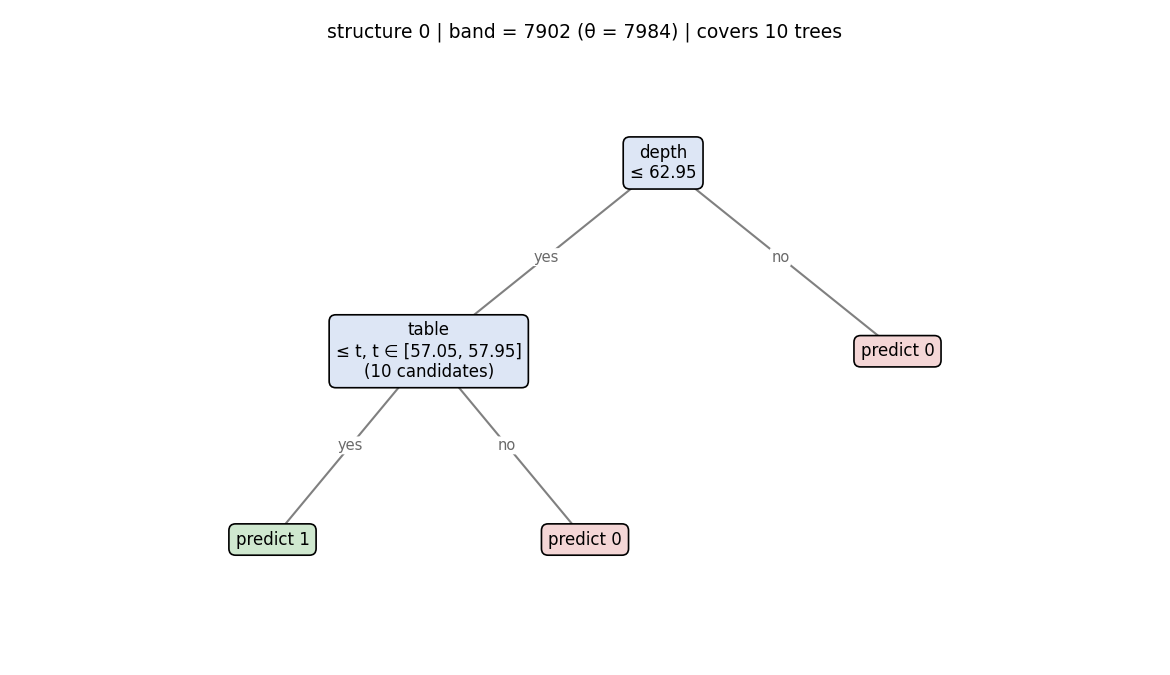 structure 0 | band = 7902 (θ = 7984) | covers 10 trees
depth
≤ 62.95
yes
no
table
≤ t, t ∈ [57.05, 57.95]
(10 candidates)
predict 0
yes
no
predict 1
predict 0